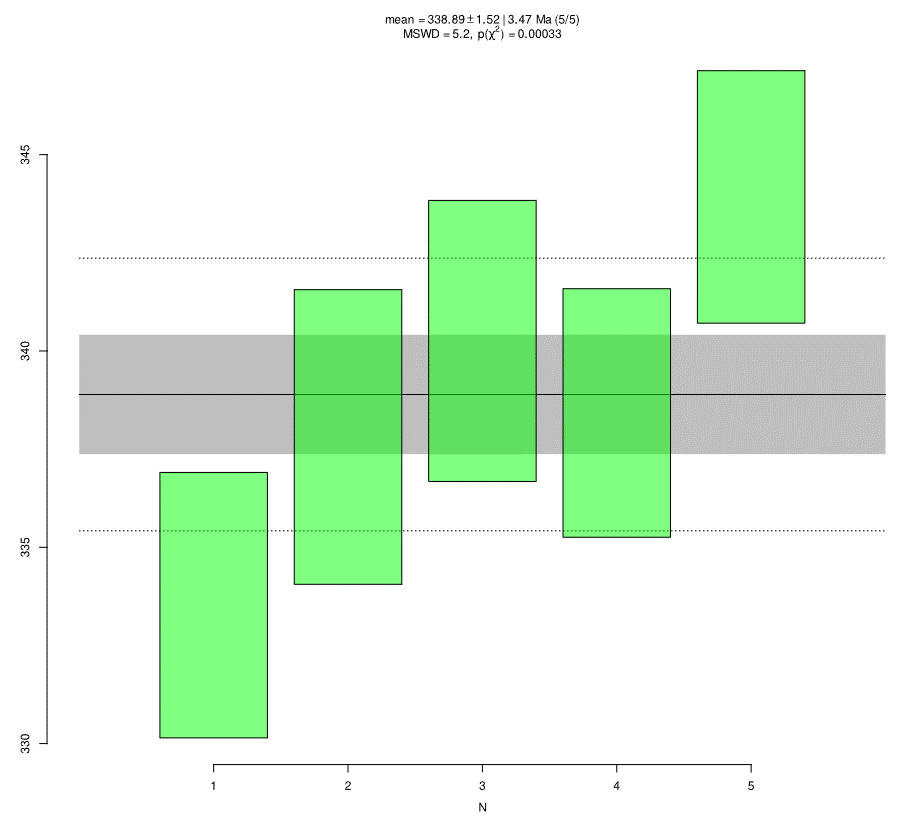 mean = 338.89 ± 1.52 | 3.47 Ma (5/5)
MSWD = 5.2, p(χ²) = 0.00033
345
340
335
330
1 2 3 4 5
N